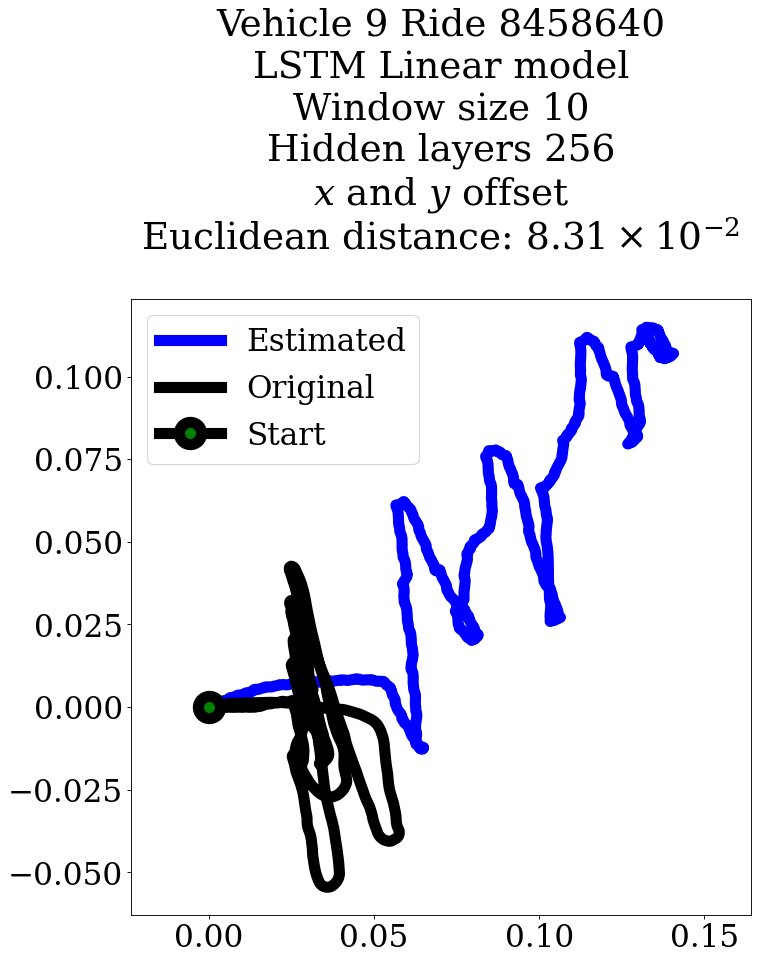 Vehicle 9 Ride 8458640
LSTM Linear model
Window size 10
Hidden layers 256
x and y offset
Euclidean distance: 8.31 × 10⁻²
Estimated
Original
Start
0.100
0.075
0.050
0.025
0.000
−0.025
−0.050
0.00 0.05 0.10 0.15